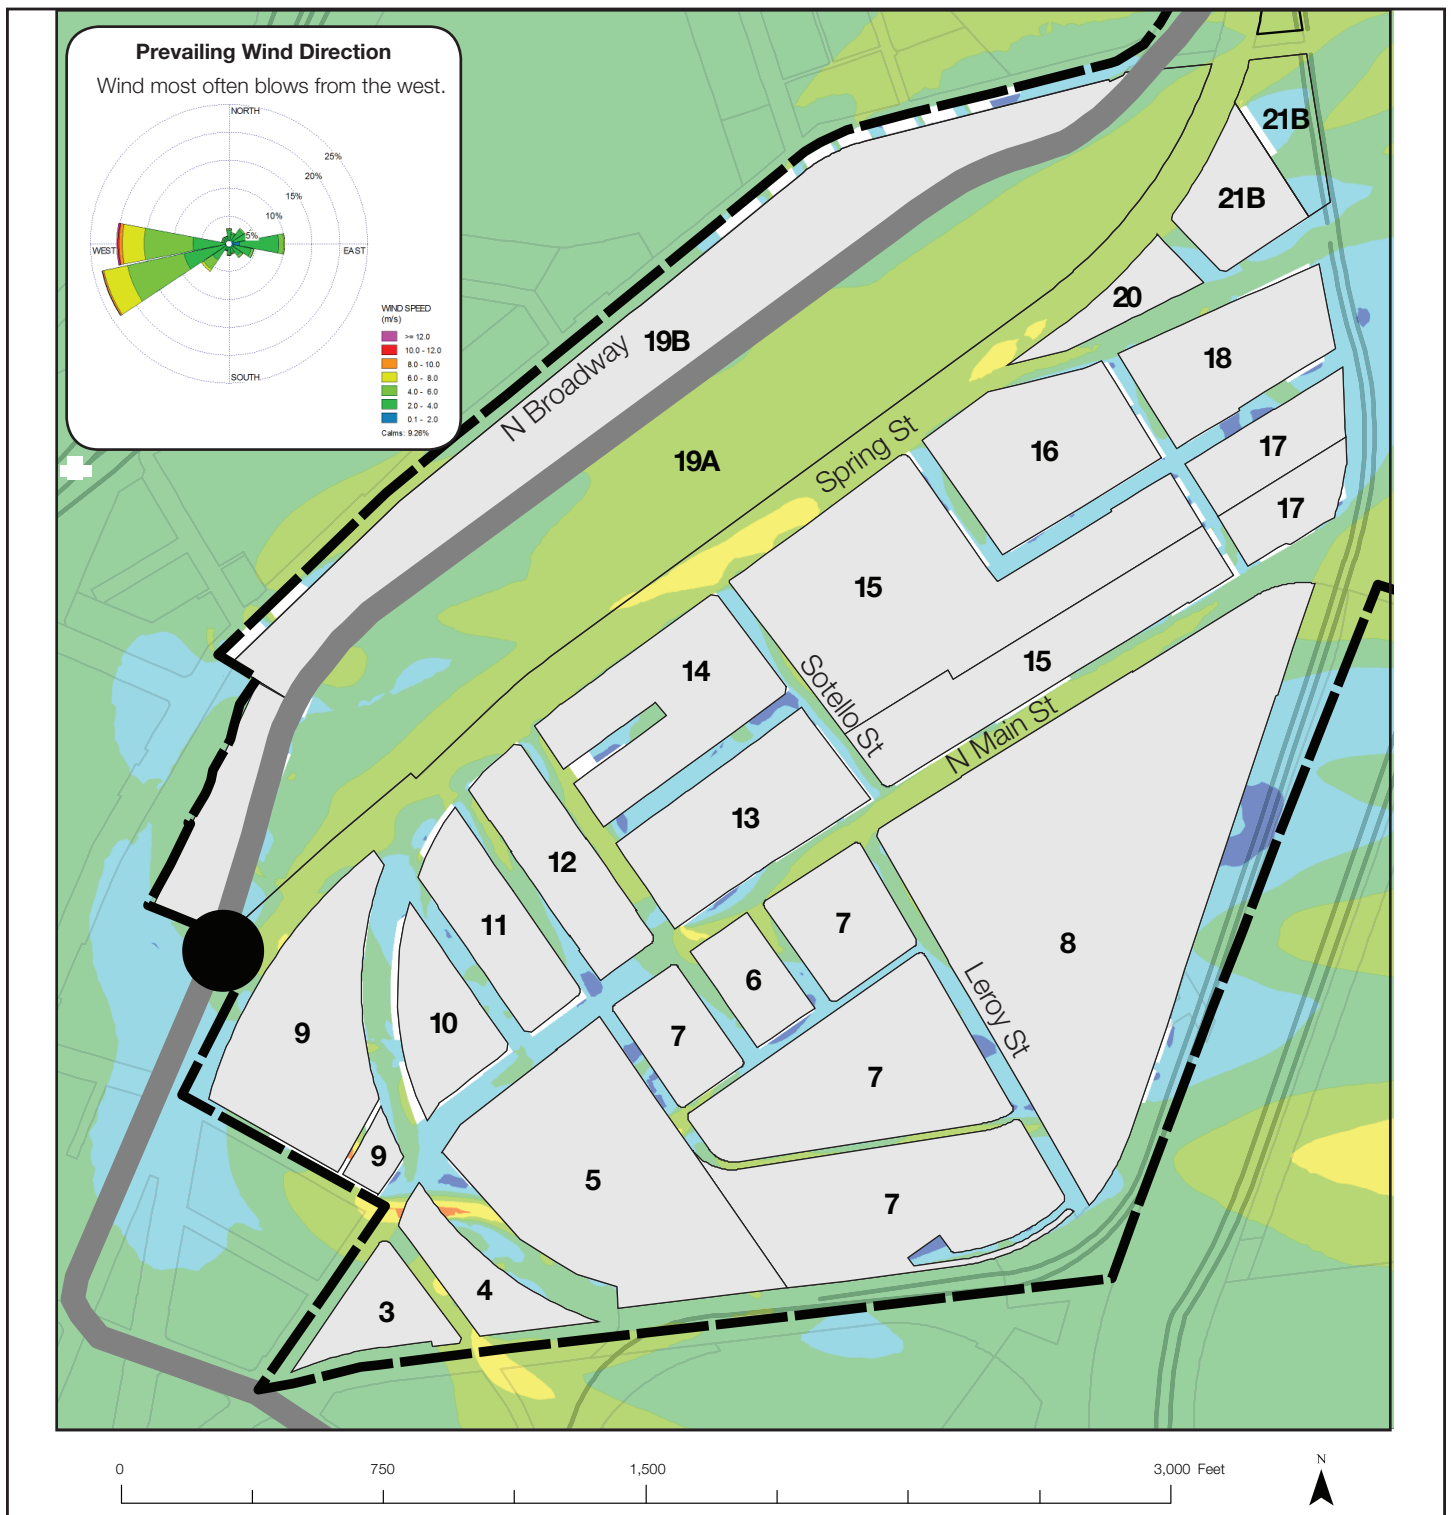 Prevailing Wind Direction
Wind most often blows from the west.
NORTH
25%
20%
15%
10%
5%
WEST
EAST
SOUTH
WIND SPEED
(m/s)
>= 12.0
10.0 - 12.0
8.0 - 10.0
6.0 - 8.0
4.0 - 6.0
2.0 - 4.0
0.1 - 2.0
Calms: 9.26%
21B
21B
20
N Broadway
19B
18
19A
Spring St
16
17
17
15
15
14
Sotello St
N Main St
13
12
11
7
8
6
10
9
7
Leroy St
7
9
5
7
4
3
0
750
1,500
3,000 Feet
N